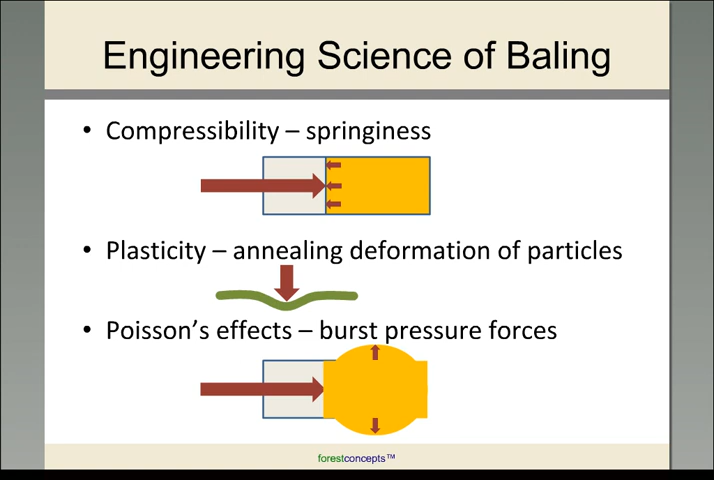 Engineering Science of Baling
• Compressibility – springiness
• Plasticity – annealing deformation of particles
• Poisson's effects – burst pressure forces
forestconcepts™